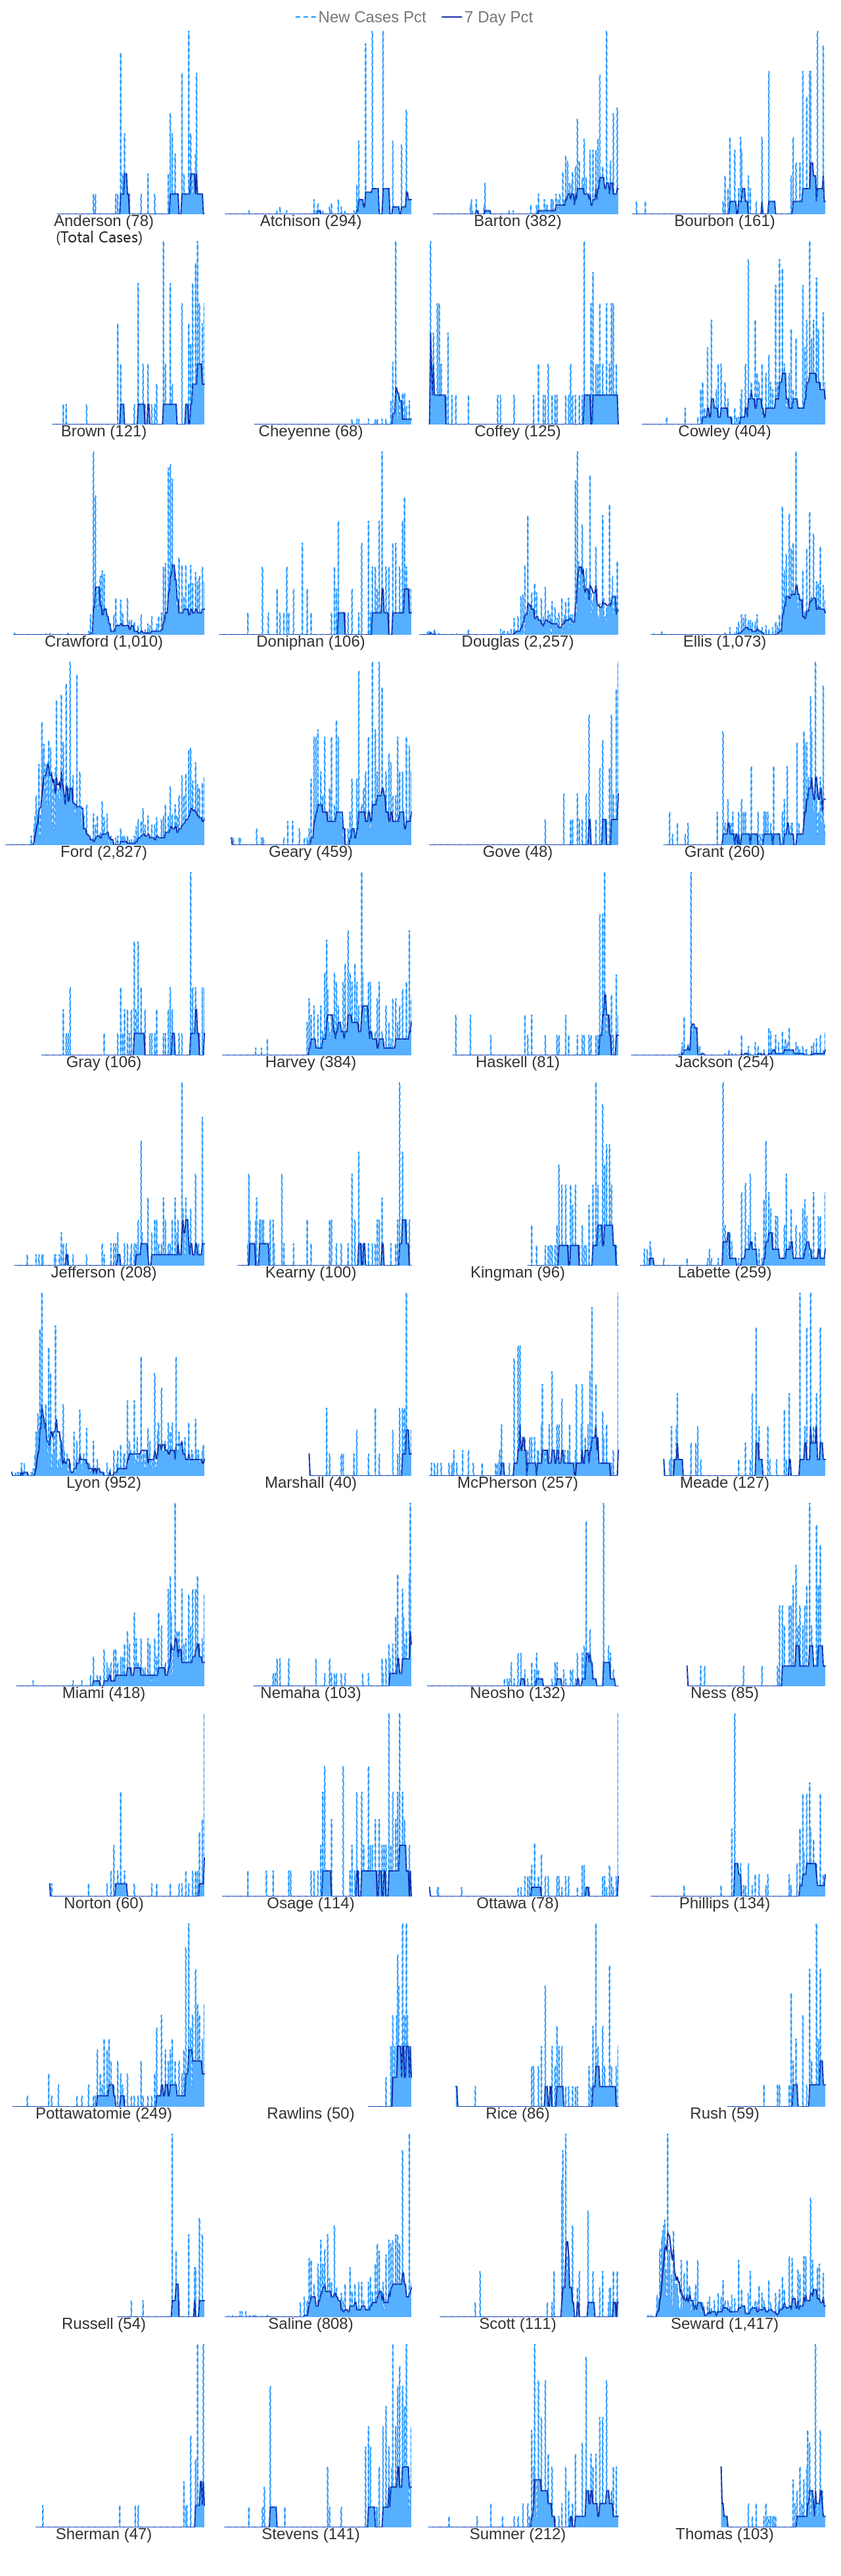 New Cases Pct 7 Day Pct
Anderson (78) Atchison (294) Barton (382) Bourbon (161)
(Total Cases)
Brown (121) Cheyenne (68) Coffey (125) Cowley (404)
Crawford (1,010) Doniphan (106) Douglas (2,257) Ellis (1,073)
Ford (2,827) Geary (459) Gove (48) Grant (260)
Gray (106) Harvey (384) Haskell (81) Jackson (254)
Jefferson (208) Kearny (100) Kingman (96) Labette (259)
Lyon (952) Marshall (40) McPherson (257) Meade (127)
Miami (418) Nemaha (103) Neosho (132) Ness (85)
Norton (60) Osage (114) Ottawa (78) Phillips (134)
Pottawatomie (249) Rawlins (50) Rice (86) Rush (59)
Russell (54) Saline (808) Scott (111) Seward (1,417)
Sherman (47) Stevens (141) Sumner (212) Thomas (103)